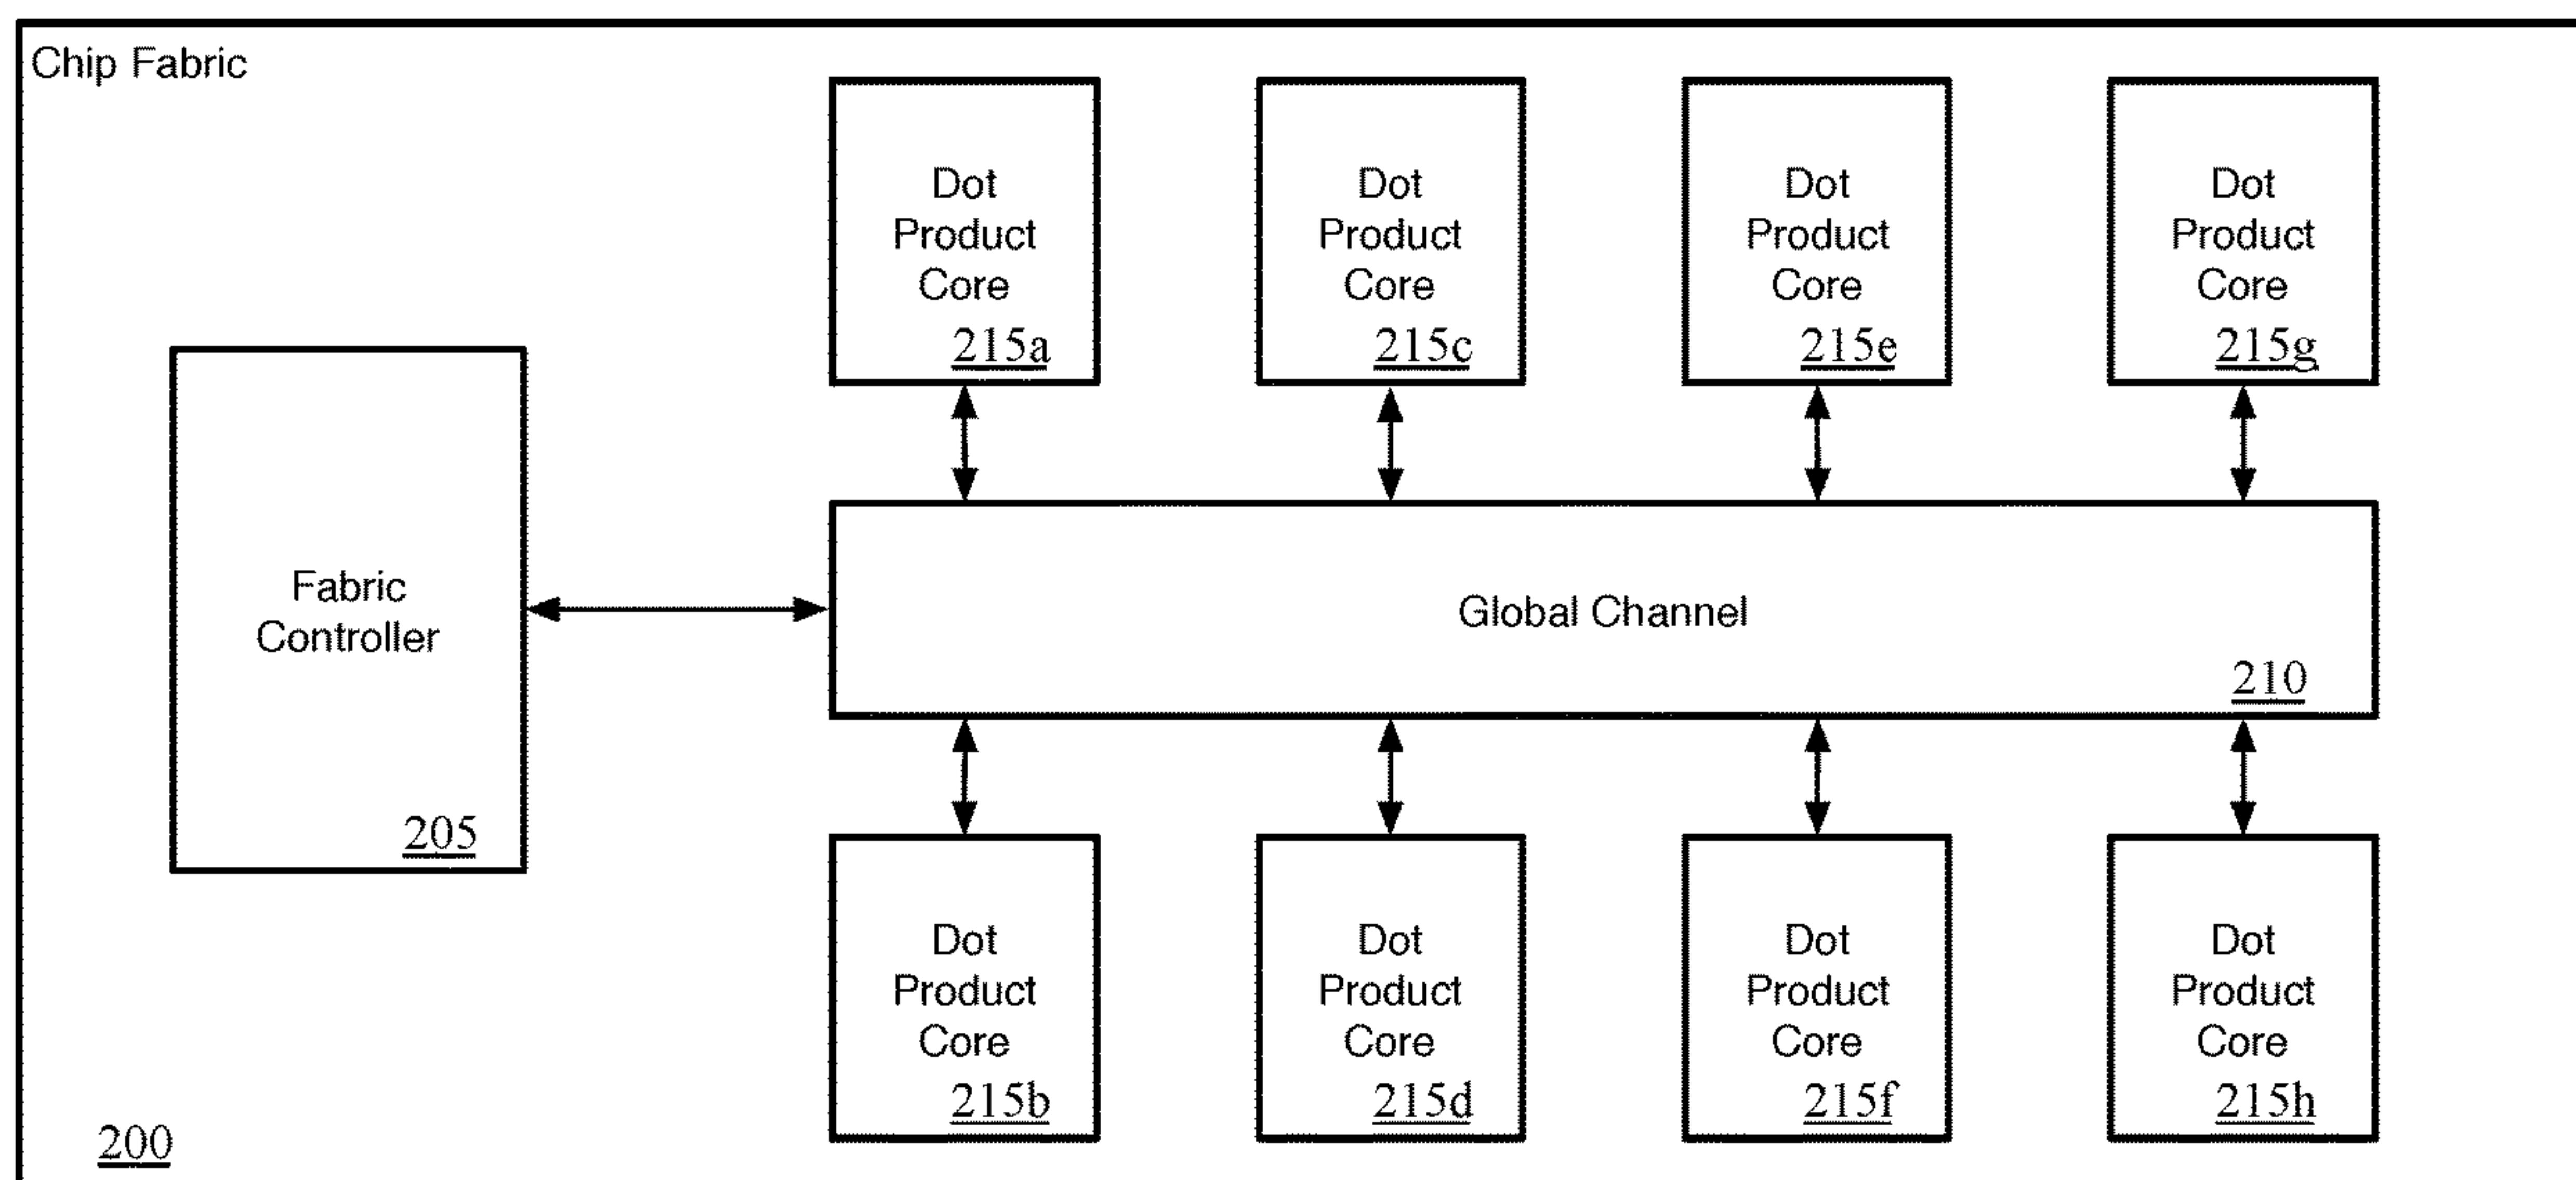 Chip Fabric
Dot
Product
Core
215a
Dot
Product
Core
215c
Dot
Product
Core
215e
Dot
Product
Core
215g
Fabric
Controller
205
Global Channel
210
Dot
Product
Core
215b
Dot
Product
Core
215d
Dot
Product
Core
215f
Dot
Product
Core
215h
200